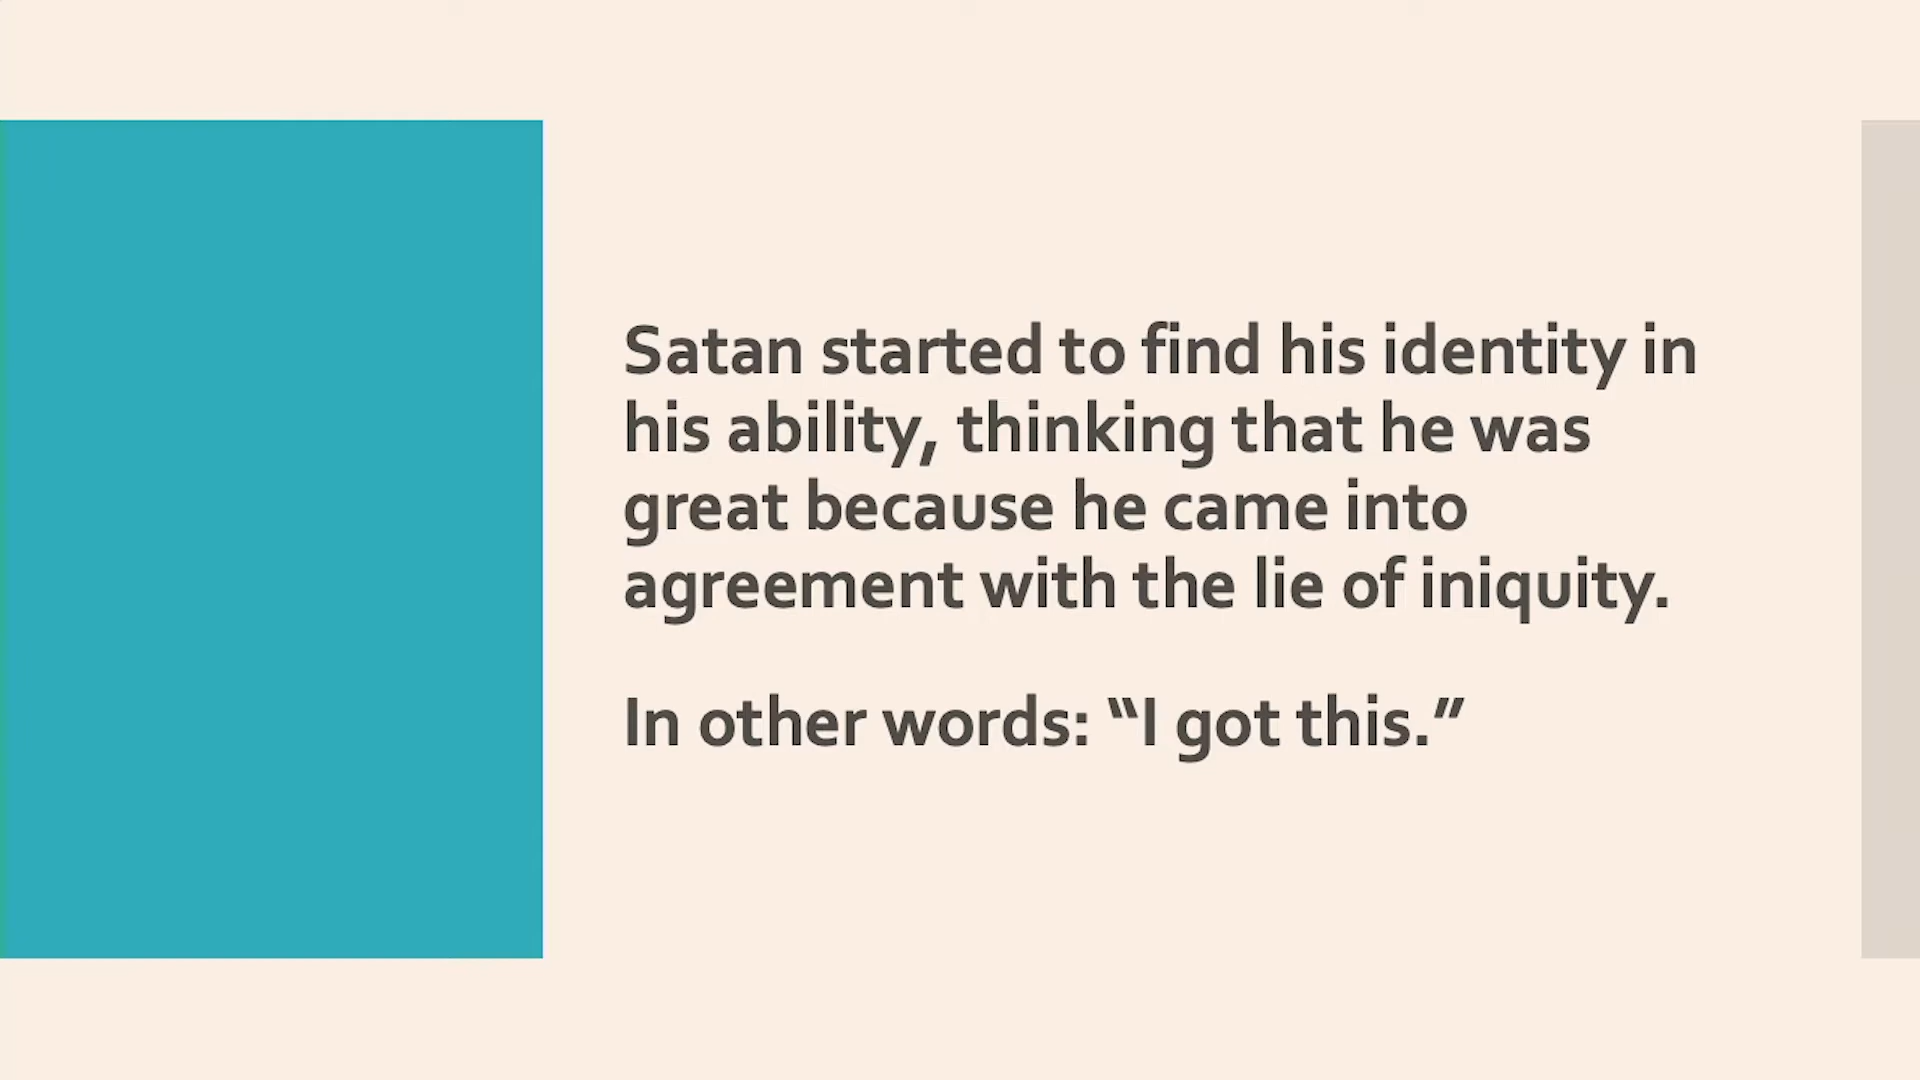 Satan started to find his identity in
his ability, thinking that he was
great because he came into
agreement with the lie of iniquity.
In other words: “I got this.”